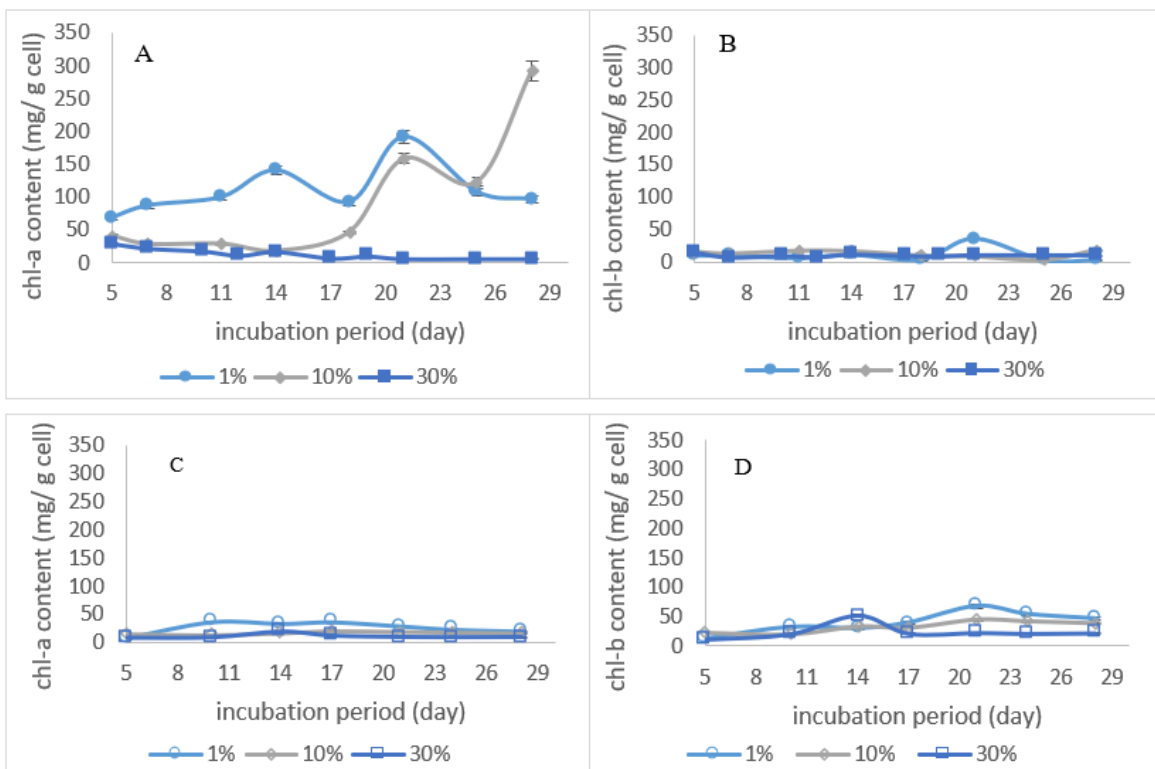 A
chl-a content (mg/ g cell)
350
300
250
200
150
100
50
0
5 8 11 14 17 20 23 26 29
incubation period (day)
1% 10% 30%
B
chl-b content (mg/ g cell)
350
300
250
200
150
100
50
0
5 8 11 14 17 20 23 26 29
incubation period (day)
1% 10% 30%
C
chl-a content (mg/ g cell)
350
300
250
200
150
100
50
0
5 8 11 14 17 20 23 26 29
incubation period (day)
1% 10% 30%
D
chl-b content (mg/ g cell)
350
300
250
200
150
100
50
0
5 8 11 14 17 20 23 26 29
incubation period (day)
1% 10% 30%